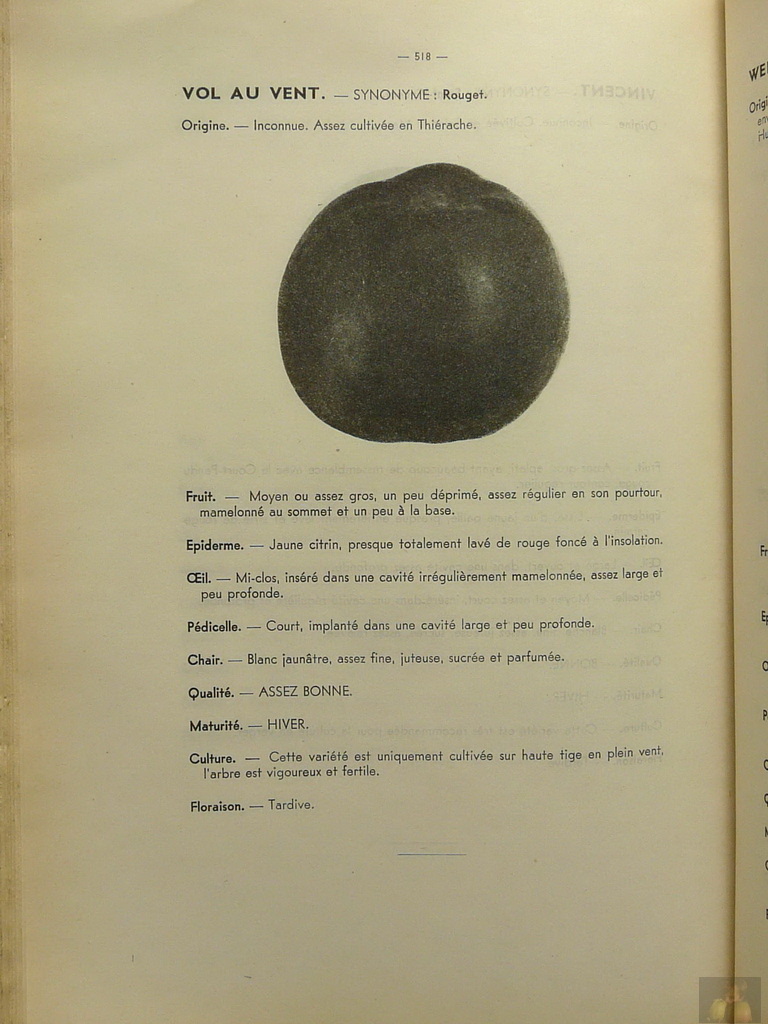 — 518 —
VOL AU VENT. — SYNONYME : Rouget.
Origine. — Inconnue. Assez cultivée en Thiérache.
Fruit. — Moyen ou assez gros, un peu déprimé, assez régulier en son pourtour,
mamelonné au sommet et un peu à la base.
Epiderme. — Jaune citrin, presque totalement lavé de rouge foncé à l'insolation.
Œil. — Mi-clos, inséré dans une cavité irrégulièrement mamelonnée, assez large et
peu profonde.
Pédicelle. — Court, implanté dans une cavité large et peu profonde.
Chair. — Blanc jaunâtre, assez fine, juteuse, sucrée et parfumée.
Qualité. — ASSEZ BONNE.
Maturité. — HIVER.
Culture. — Cette variété est uniquement cultivée sur haute tige en plein vent,
l'arbre est vigoureux et fertile.
Floraison. — Tardive.